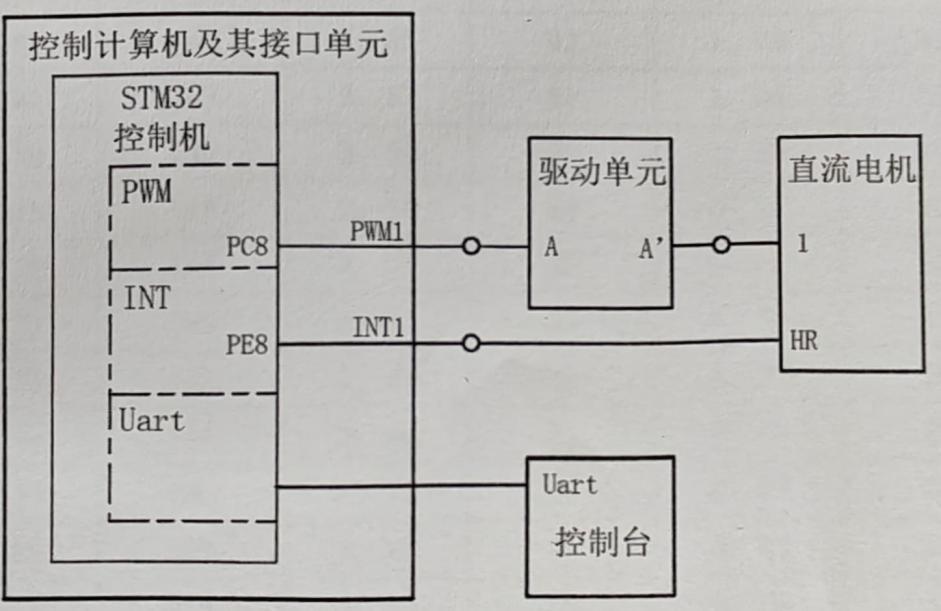 控制计算机及其接口单元
STM32
控制机
PWM
PC8
PWM1
INT
PE8
INT1
Uart
驱动单元
A
A'
直流电机
1
HR
Uart
控制台